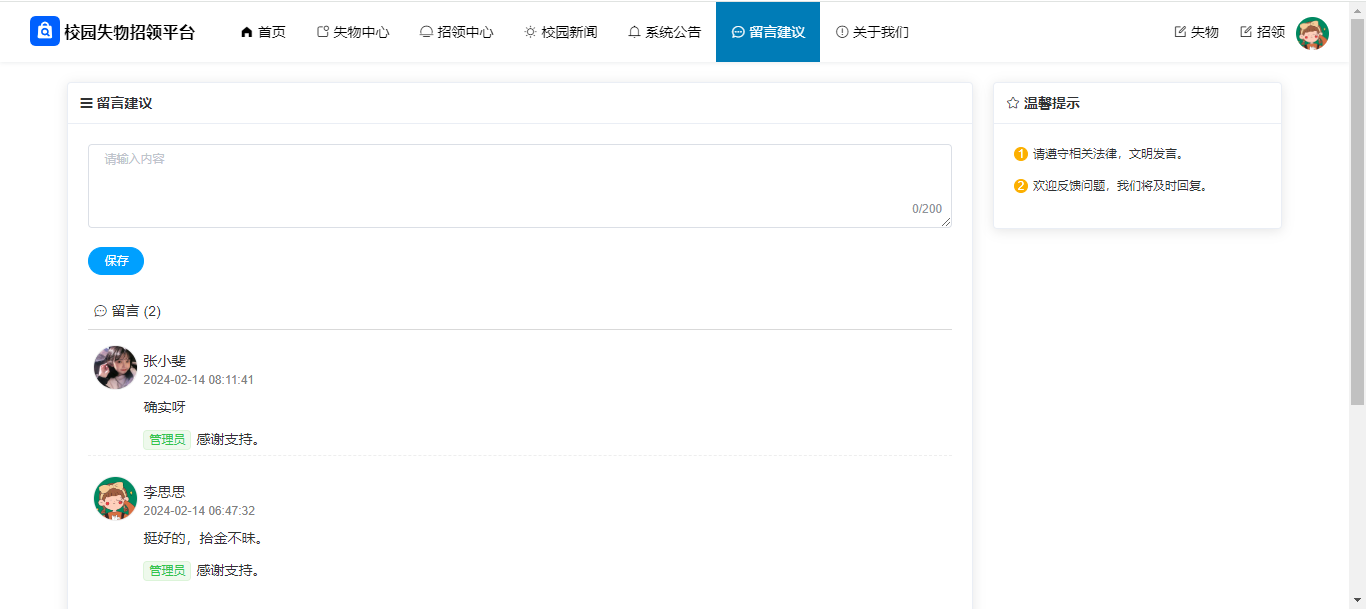 校园失物招领平台 首页 失物中心 招领中心 校园新闻 系统公告 留言建议 关于我们 失物 招领
留言建议
请输入内容
0/200
保存
留言 (2)
张小斐
2024-02-14 08:11:41
确实呀
管理员 感谢支持。
李思思
2024-02-14 06:47:32
挺好的，拾金不昧。
管理员 感谢支持。
温馨提示
1 请遵守相关法律，文明发言。
2 欢迎反馈问题，我们将及时回复。